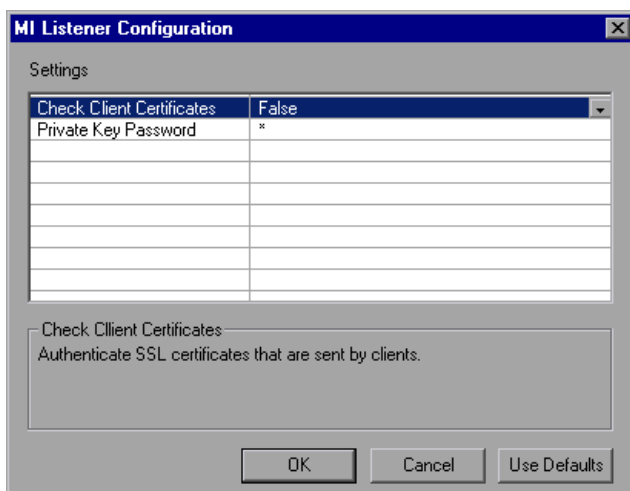 MI Listener Configuration
Settings
Check Client Certificates False
Private Key Password *
Check Cllient Certificates
Authenticate SSL certificates that are sent by clients.
OK Cancel Use Defaults